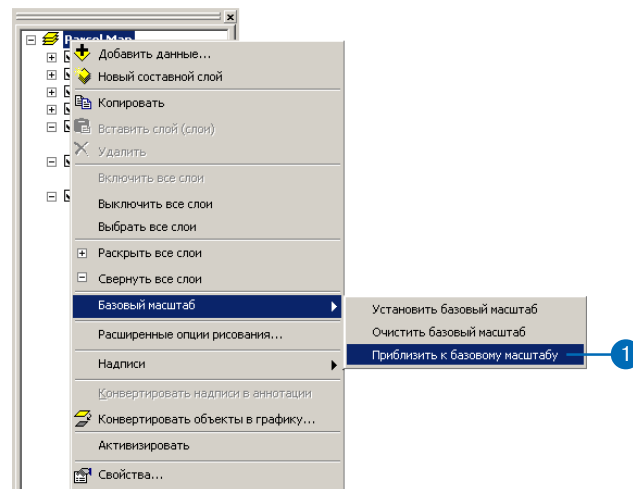 Parcel Map
Добавить данные...
Новый составной слой
Копировать
Вставить слой (слои)
Удалить
Включить все слои
Выключить все слои
Выбрать все слои
Раскрыть все слои
Свернуть все слои
Базовый масштаб
Установить базовый масштаб
Очистить базовый масштаб
Приблизить к базовому масштабу
1
Расширенные опции рисования...
Надписи
Конвертировать надписи в аннотации
Конвертировать объекты в графику...
Активизировать
Свойства...